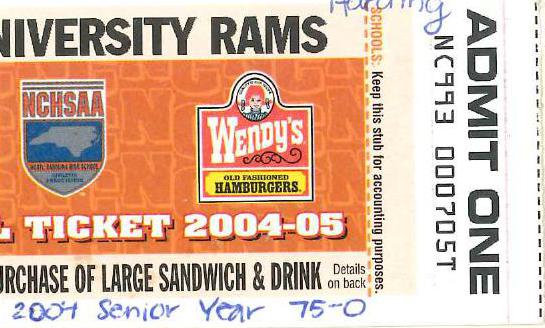 Harding
NIVERSITY RAMS
NCHSAA
NORTH CAROLINA HIGH SCHOOL
ATHLETIC ASSOCIATION
WENDY'S
OLD FASHIONED
HAMBURGERS.
L TICKET 2004-05
URCHASE OF LARGE SANDWICH & DRINK Details on back
2004 Senior Year 75-0
SCHOOLS: Keep this stub for accounting purposes.
NC993 000705T
ADMIT ONE